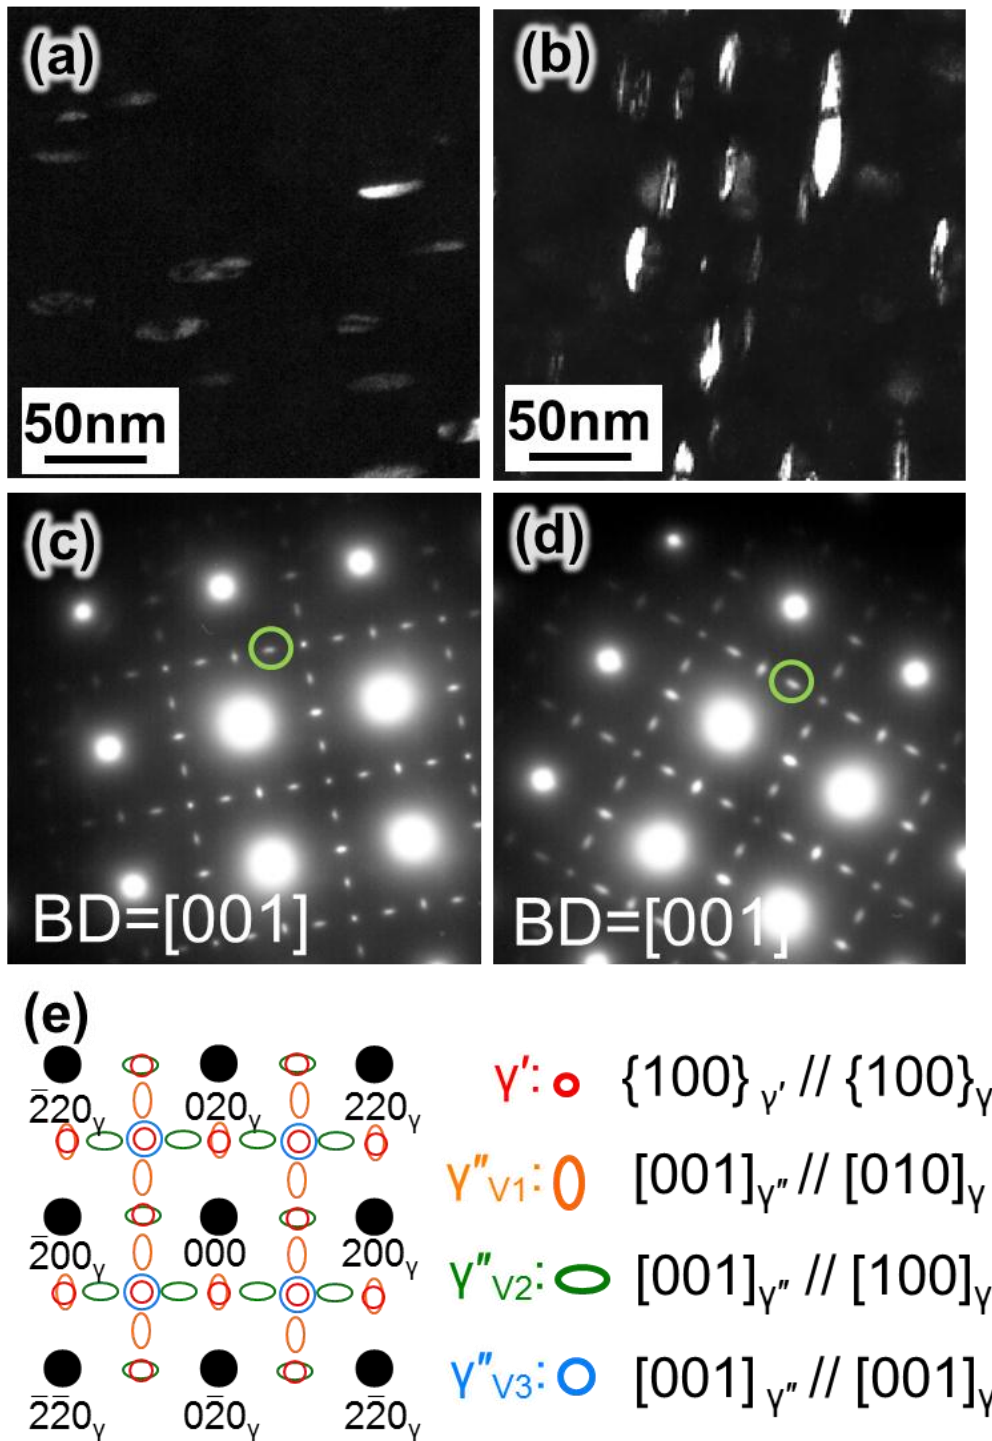 (a)
50nm
(b)
50nm
(c)
BD=[001]
(d)
BD=[001]
(e)
2̅20γ 020γ 220γ
2̅00γ 000 200γ
2̅2̅0γ 02̅0γ 22̅0γ
γ′: {100}γ′ // {100}γ
γ″V1: [001]γ″ // [010]γ
γ″V2: [001]γ″ // [100]γ
γ″V3: [001]γ″ // [001]γ